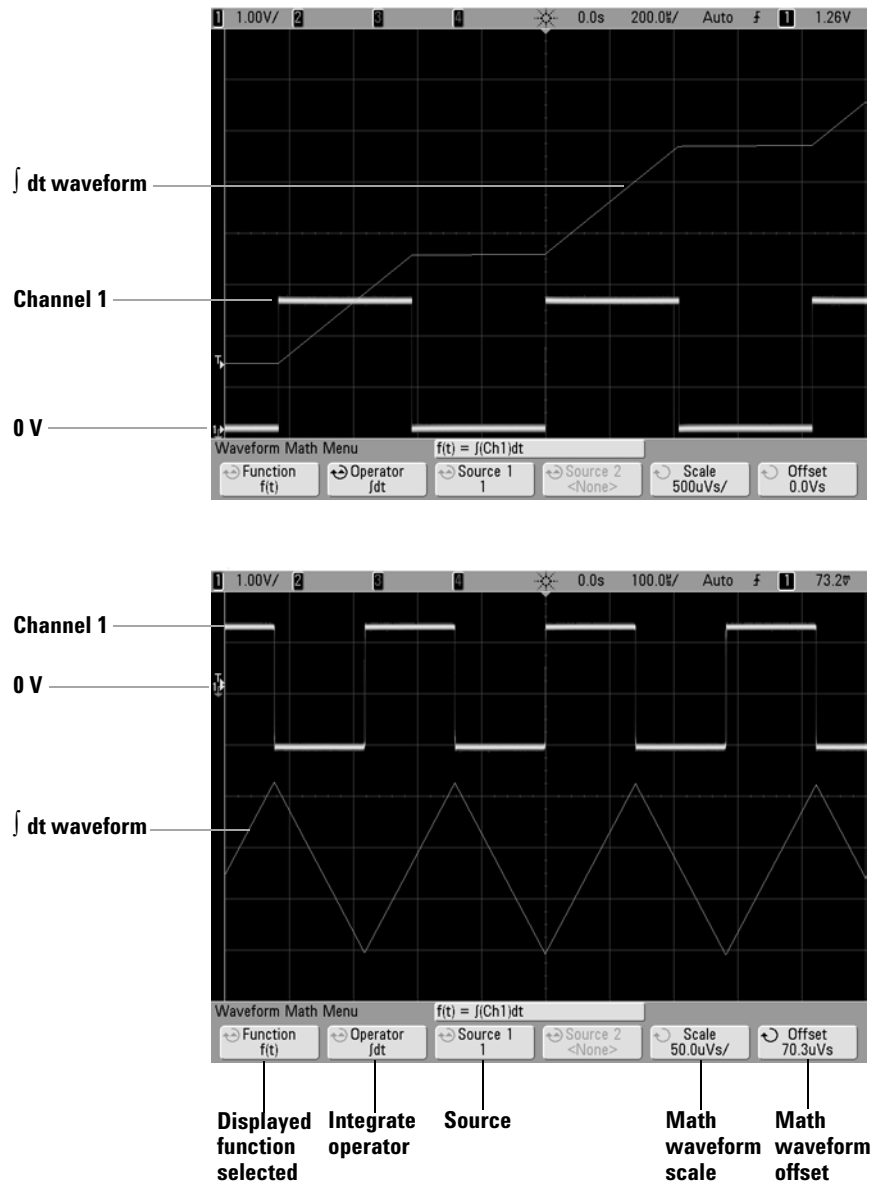 1 1.00V/ 2 3 4 0.0s 200.0㎲/ Auto 1 1.26V
∫ dt waveform
Channel 1
T
0 V
1
Waveform Math Menu f(t) = ∫(Ch1)dt
Function f(t)
Operator ∫dt
Source 1 1
Source 2 <None>
Scale 500uVs/
Offset 0.0Vs
1 1.00V/ 2 3 4 0.0s 100.0㎲/ Auto 1 73.2
Channel 1
0 V
T
1
∫ dt waveform
Waveform Math Menu f(t) = ∫(Ch1)dt
Function f(t)
Operator ∫dt
Source 1 1
Source 2 <None>
Scale 50.0uVs/
Offset 70.3uVs
Displayed function selected
Integrate operator
Source
Math waveform scale
Math waveform offset